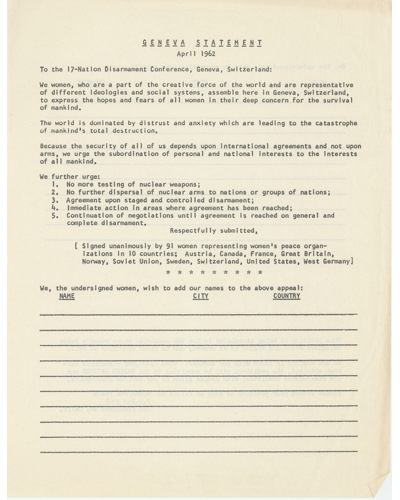 GENEVA STATEMENT
April 1962
To the 17-Nation Disarmament Conference, Geneva, Switzerland:
We women, who are a part of the creative force of the world and are representative
of different ideologies and social systems, assemble here in Geneva, Switzerland,
to express the hopes and fears of all women in their deep concern for the survival
of mankind.
The world is dominated by distrust and anxiety which are leading to the catastrophe
of mankind's total destruction.
Because the security of all of us depends upon international agreements and not upon
arms, we urge the subordination of personal and national interests to the interests
of all mankind.
We further urge:
1. No more testing of nuclear weapons;
2. No further dispersal of nuclear arms to nations or groups of nations;
3. Agreement upon staged and controlled disarmament;
4. Immediate action in areas where agreement has been reached;
5. Continuation of negotiations until agreement is reached on general and
complete disarmament.
Respectfully submitted,
[ Signed unanimously by 91 women representing women's peace organ-
izations in 10 countries; Austria, Canada, France, Great Britain,
Norway, Soviet Union, Sweden, Switzerland, United States, West Germany]
* * * * * * * * *
We, the undersigned women, wish to add our names to the above appeal:
NAME CITY COUNTRY